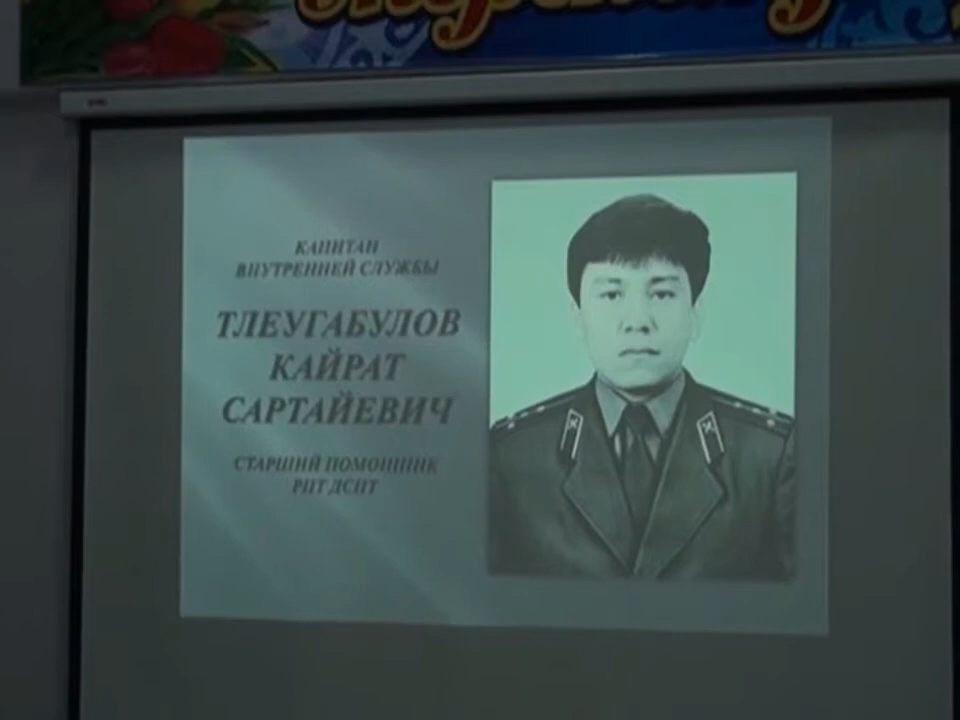 КАПИТАН
ВНУТРЕННЕЙ СЛУЖБЫ
ТЛЕУГАБУЛОВ
КАЙРАТ
САРТАЙЕВИЧ
СТАРШИЙ ПОМОЩНИК
РПТ ДСПТ